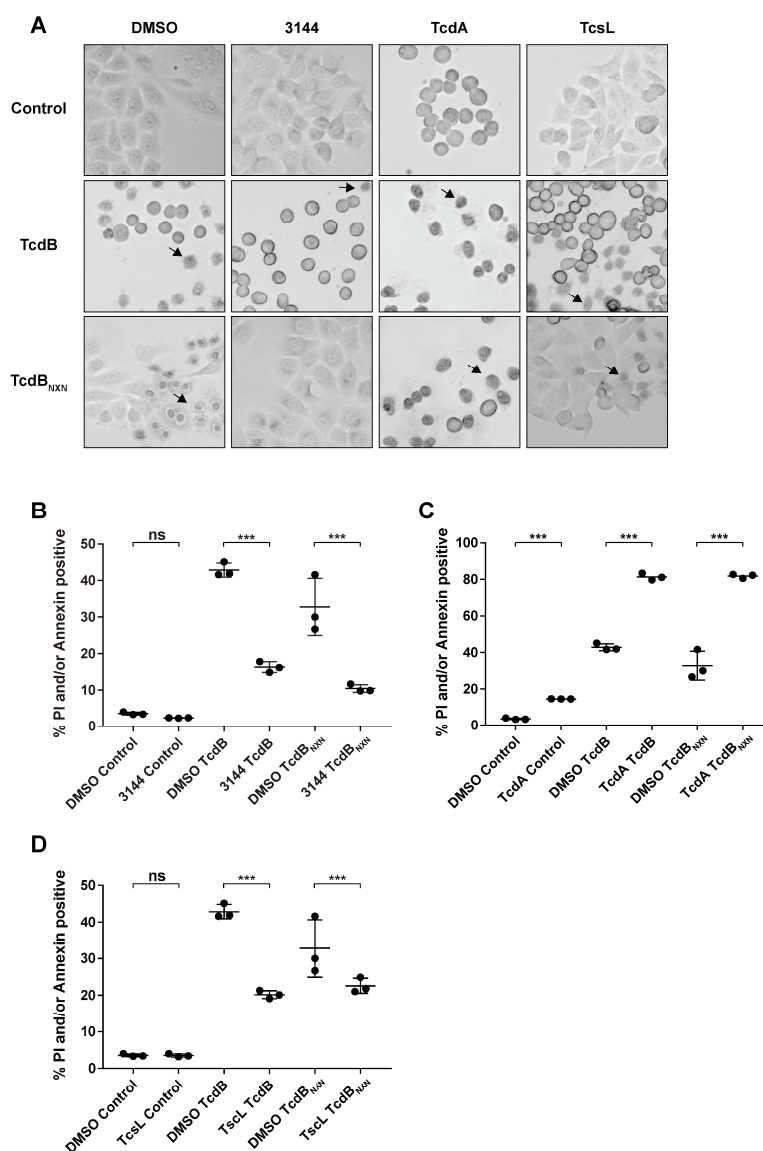 A
DMSO 3144 TcdA TcsL
Control
TcdB
TcdB_NXN
B
% PI and/or Annexin positive
50
40
30
20
10
0
ns *** ***
DMSO Control
3144 Control
DMSO TcdB
3144 TcdB
DMSO TcdB_NXN
3144 TcdB_NXN
C
% PI and/or Annexin positive
100
80
60
40
20
0
*** *** ***
DMSO Control
TcdA Control
DMSO TcdB
TcdA TcdB
DMSO TcdB_NXN
TcdA TcdB_NXN
D
% PI and/or Annexin positive
50
40
30
20
10
0
ns *** ***
DMSO Control
TcsL Control
DMSO TcdB
TscL TcdB
DMSO TcdB_NXN
TscL TcdB_NXN